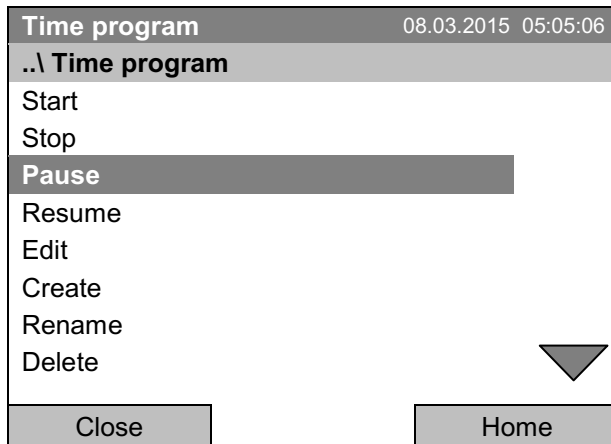 Time program 08.03.2015 05:05:06
..\ Time program
Start
Stop
Pause
Resume
Edit
Create
Rename
Delete
Close Home